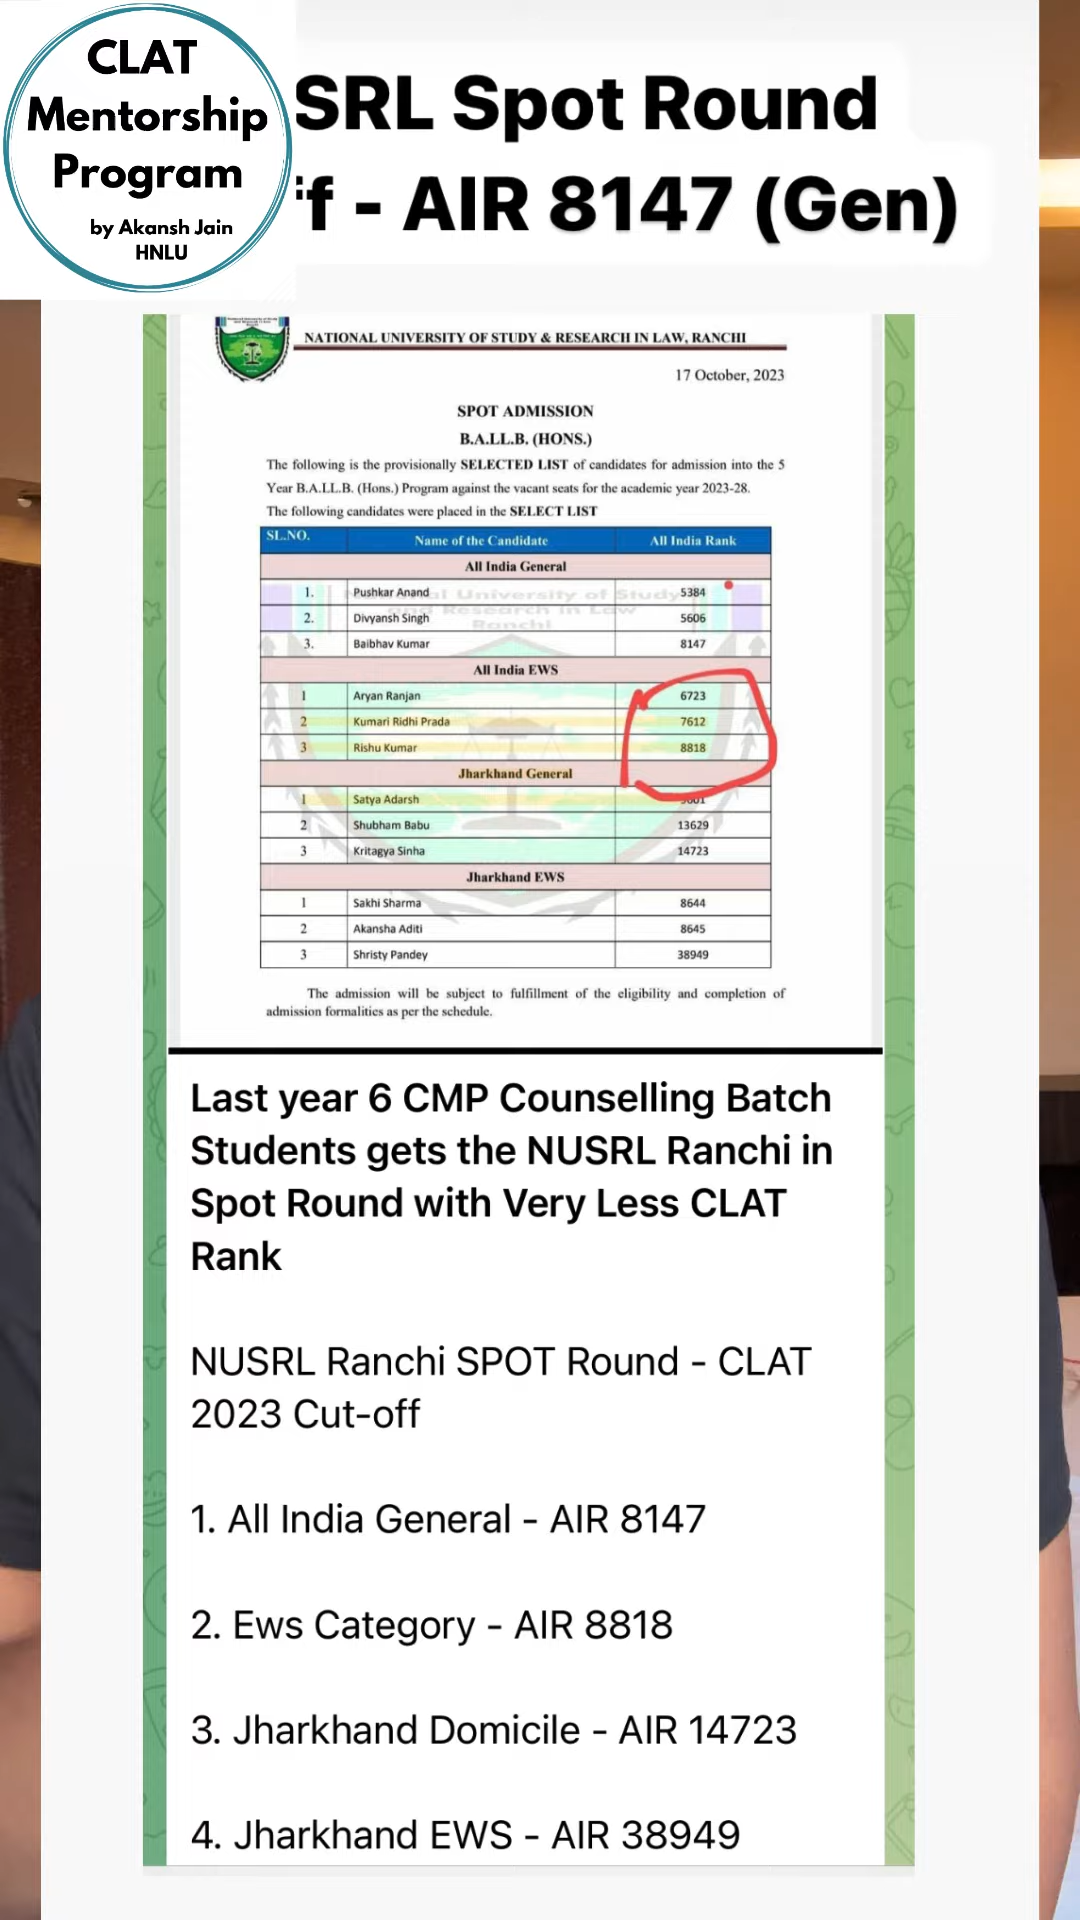 CLAT
Mentorship
Program
by Akansh Jain
HNLU
SRL Spot Round
ff - AIR 8147 (Gen)
NATIONAL UNIVERSITY OF STUDY & RESEARCH IN LAW, RANCHI
17 October, 2023
SPOT ADMISSION
B.A.LL.B. (HONS.)
The following is the provisionally SELECTED LIST of candidates for admission into the 5
Year B.A.LL.B. (Hons.) Program against the vacant seats for the academic year 2023-28.
The following candidates were placed in the SELECT LIST
SL.NO. Name of the Candidate All India Rank
All India General
1. Pushkar Anand 5384
2. Divyansh Singh 5606
3. Baibhav Kumar 8147
All India EWS
1 Aryan Ranjan 6723
2 Kumari Ridhi Prada 7612
3 Rishu Kumar 8818
Jharkhand General
1 Satya Adarsh
2 Shubham Babu 13629
3 Kritagya Sinha 14723
Jharkhand EWS
1 Sakhi Sharma 8644
2 Akansha Aditi 8645
3 Shristy Pandey 38949
The admission will be subject to fulfillment of the eligibility and completion of
admission formalities as per the schedule.
Last year 6 CMP Counselling Batch
Students gets the NUSRL Ranchi in
Spot Round with Very Less CLAT
Rank
NUSRL Ranchi SPOT Round - CLAT
2023 Cut-off
1. All India General - AIR 8147
2. Ews Category - AIR 8818
3. Jharkhand Domicile - AIR 14723
4. Jharkhand EWS - AIR 38949